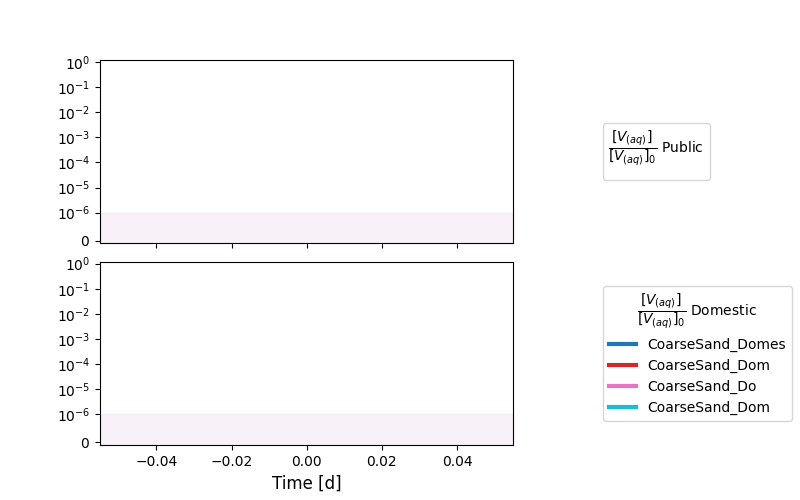 10^0
10^-1
10^-2
10^-3
10^-4
10^-5
10^-6
0
[V(aq)]
[V(aq)]0 Public
10^0
10^-1
10^-2
10^-3
10^-4
10^-5
10^-6
0
−0.04 −0.02 0.00 0.02 0.04
Time [d]
[V(aq)]
[V(aq)]0 Domestic
CoarseSand_Domes
CoarseSand_Dom
CoarseSand_Do
CoarseSand_Dom